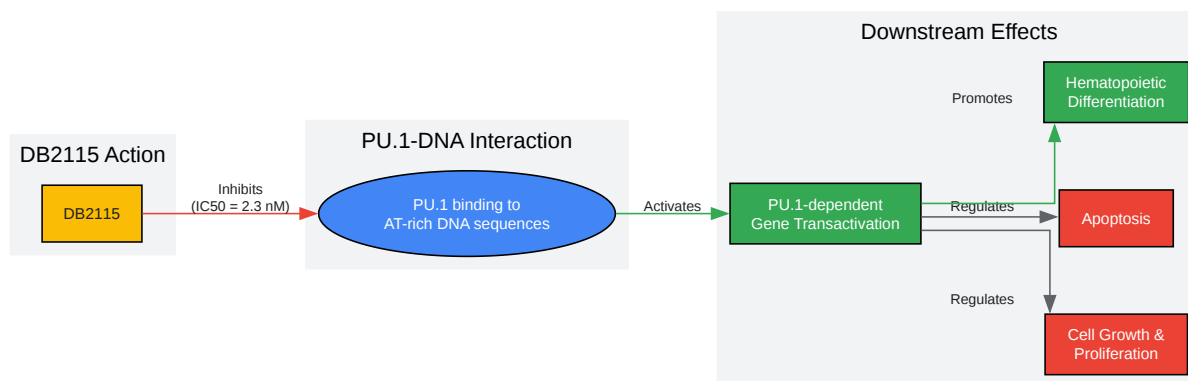 DB2115 Action
DB2115
Inhibits
(IC50 = 2.3 nM)
PU.1-DNA Interaction
PU.1 binding to
AT-rich DNA sequences
Activates
Downstream Effects
PU.1-dependent
Gene Transactivation
Promotes
Hematopoietic
Differentiation
Regulates
Apoptosis
Regulates
Cell Growth &
Proliferation